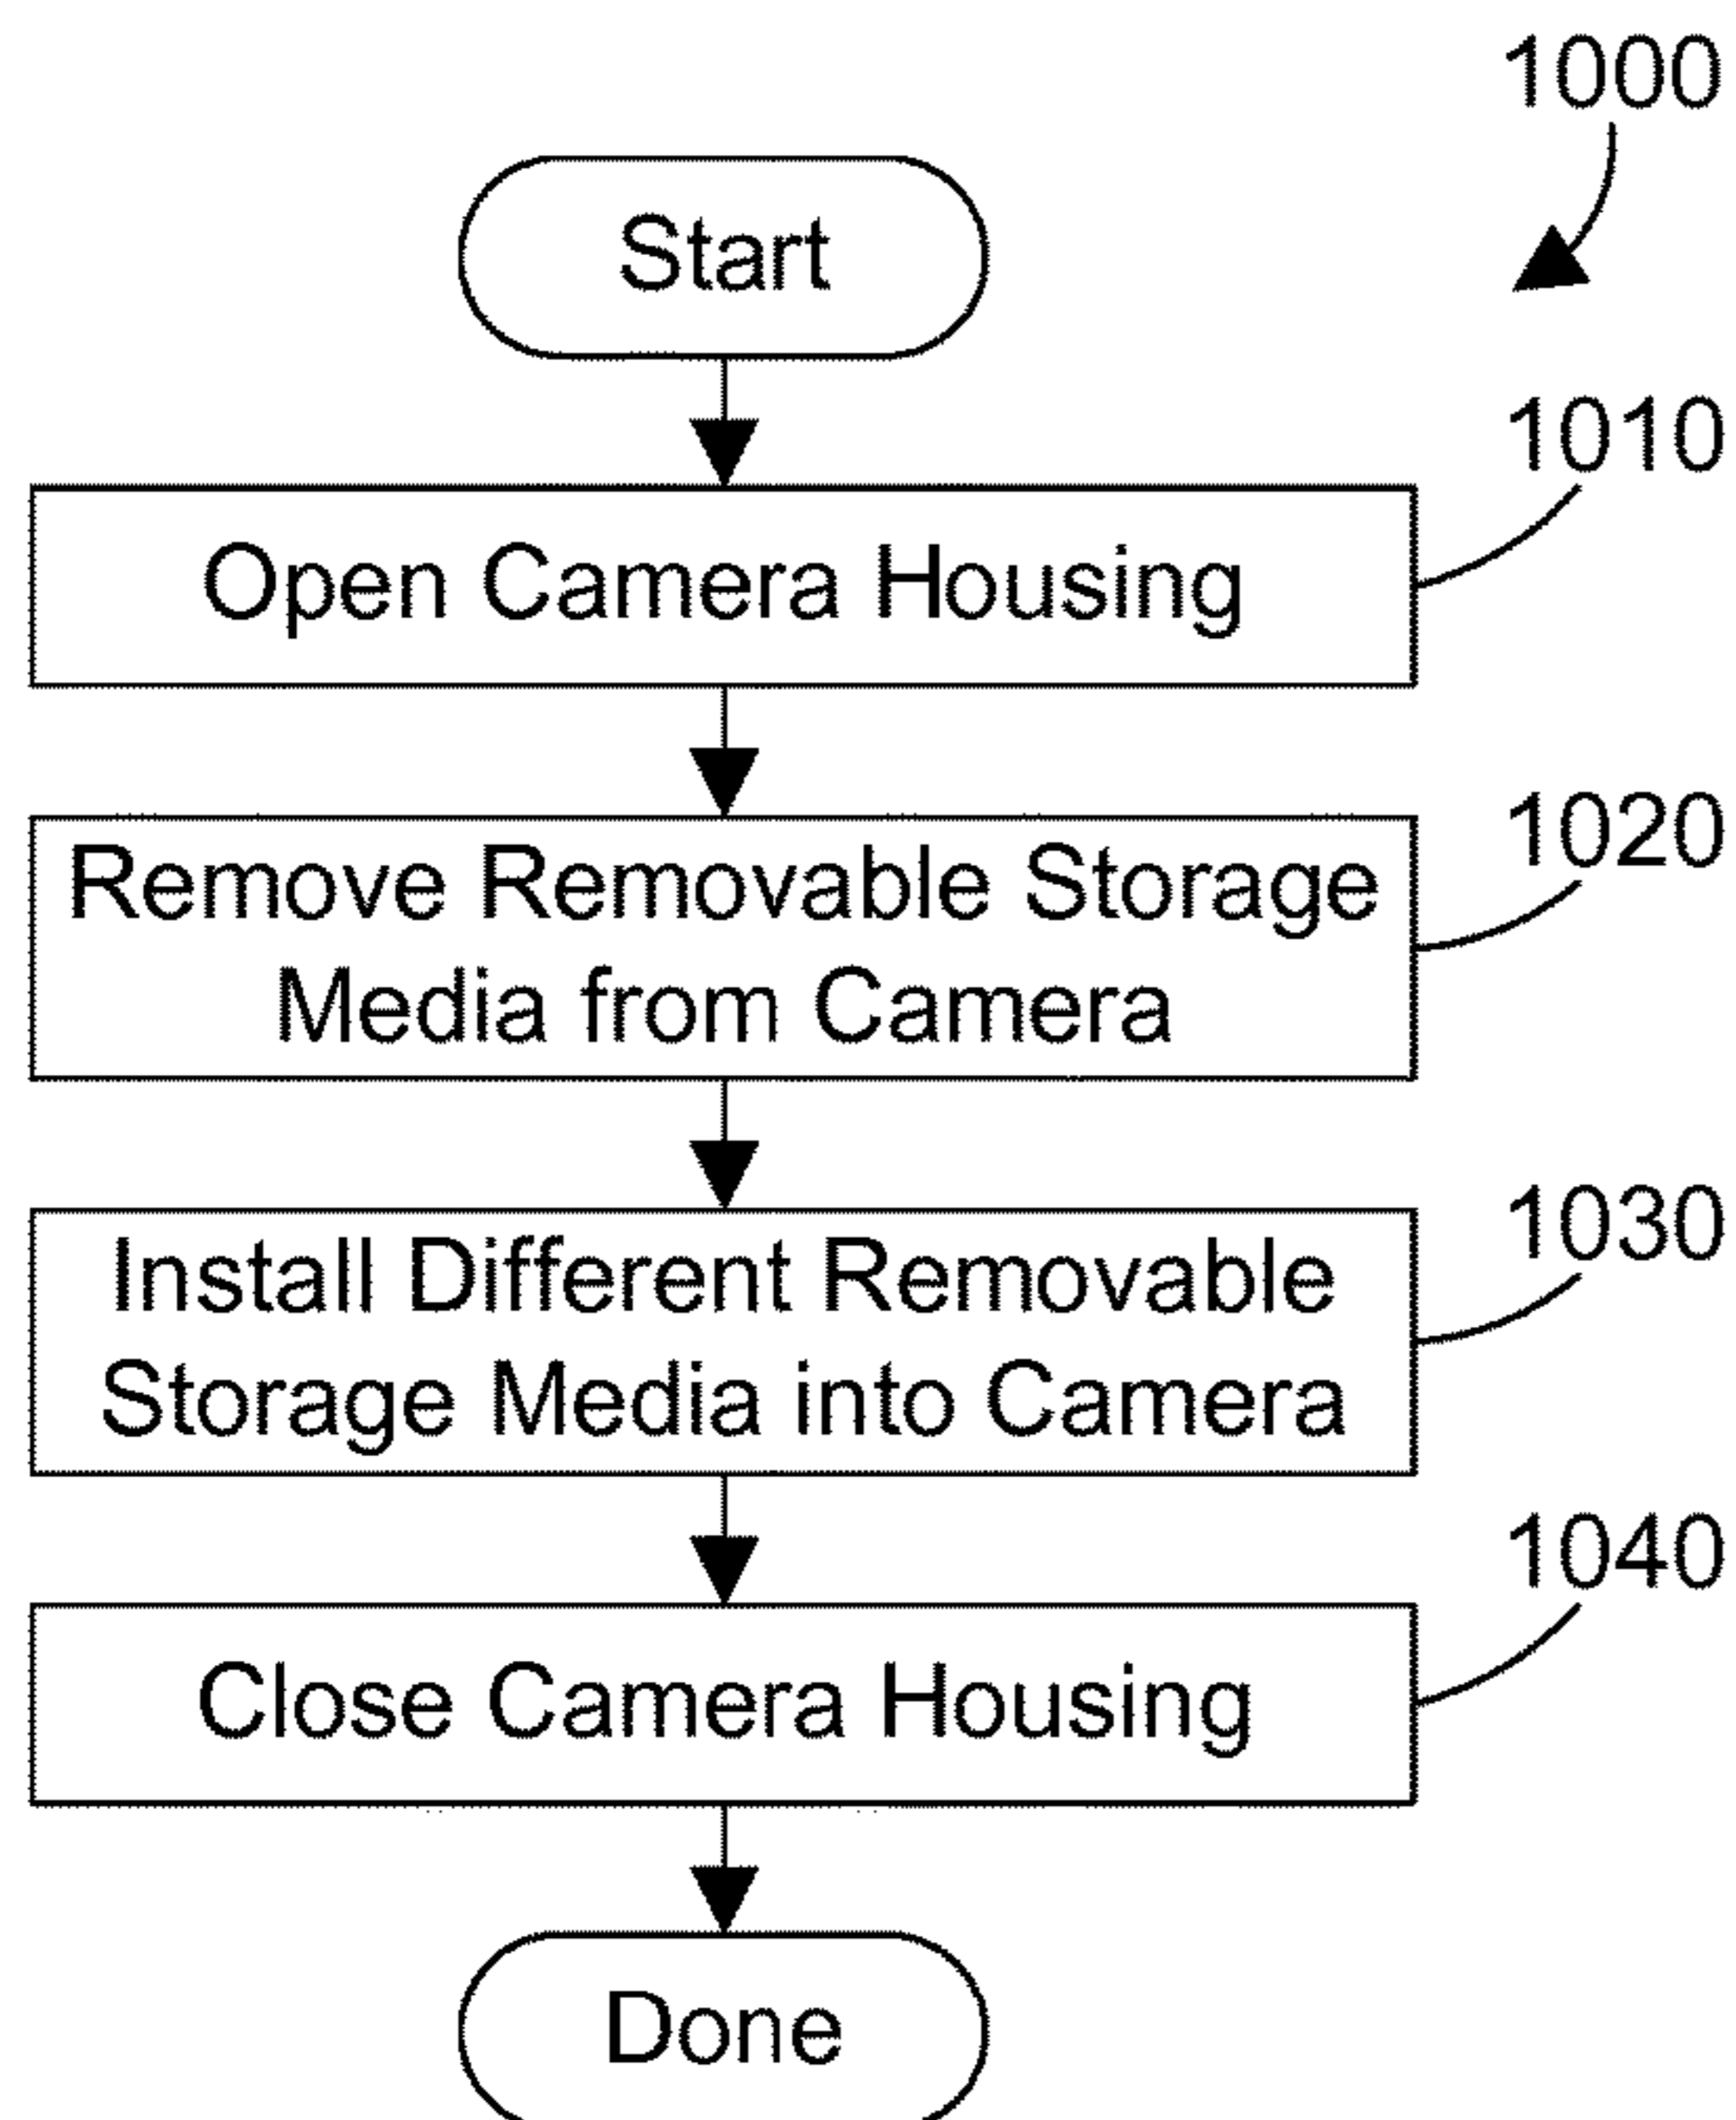 1000
Start
1010
Open Camera Housing
1020
Remove Removable Storage
Media from Camera
1030
Install Different Removable
Storage Media into Camera
1040
Close Camera Housing
Done